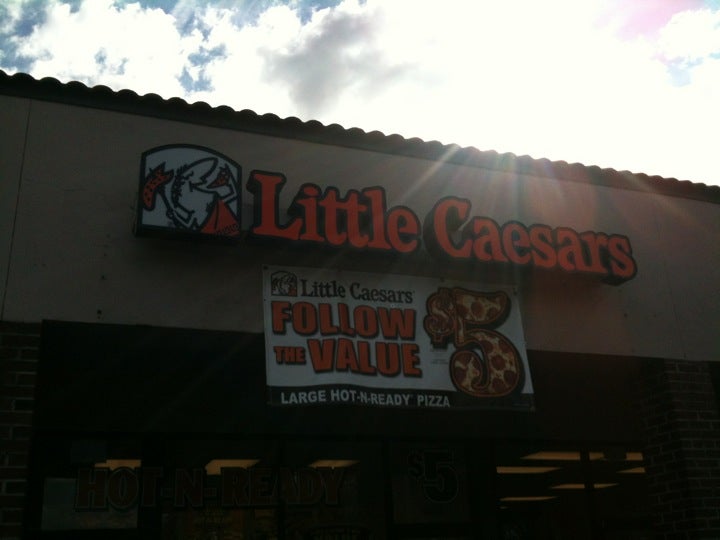 Little Caesars
Little Caesars
FOLLOW
THE VALUE
$5
LARGE HOT-N-READY PIZZA
HOT-N-READY
$5